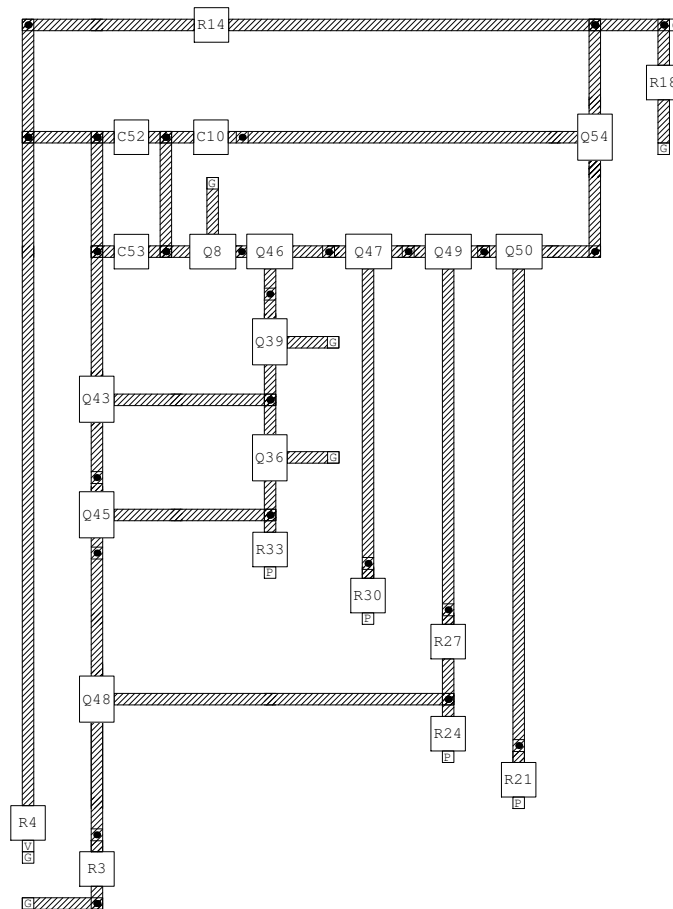 R14
R18
C52 C10 Q54
G
G
C53 Q8 Q46 Q47 Q49 Q50
Q39 G
Q43
Q36 G
Q45
R33
P
R30
P
R27
Q48
R24
P
R21
P
R4
V
G
R3
G